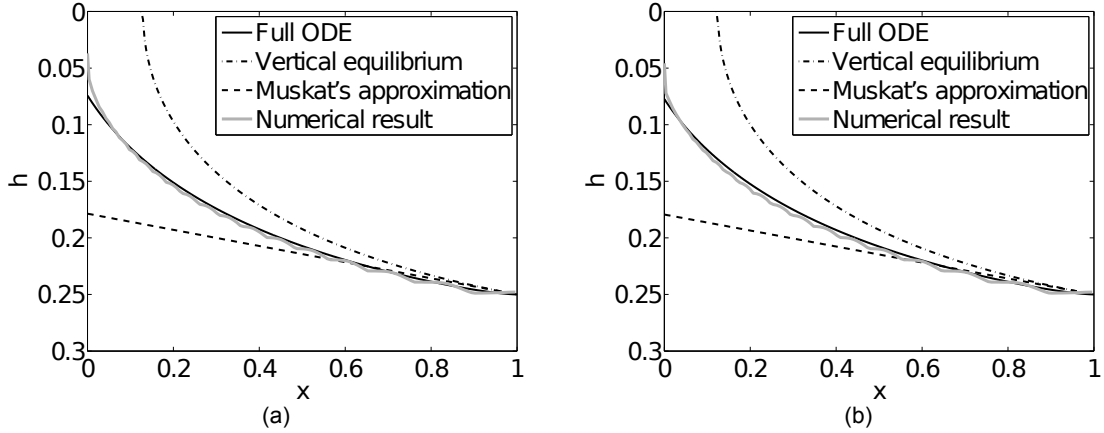 0
0.05
0.1
0.15
0.2
0.25
0.3
h
0 0.2 0.4 0.6 0.8 1
x
Full ODE
Vertical equilibrium
Muskat's approximation
Numerical result
(a)
0
0.05
0.1
0.15
0.2
0.25
0.3
h
0 0.2 0.4 0.6 0.8 1
x
Full ODE
Vertical equilibrium
Muskat's approximation
Numerical result
(b)